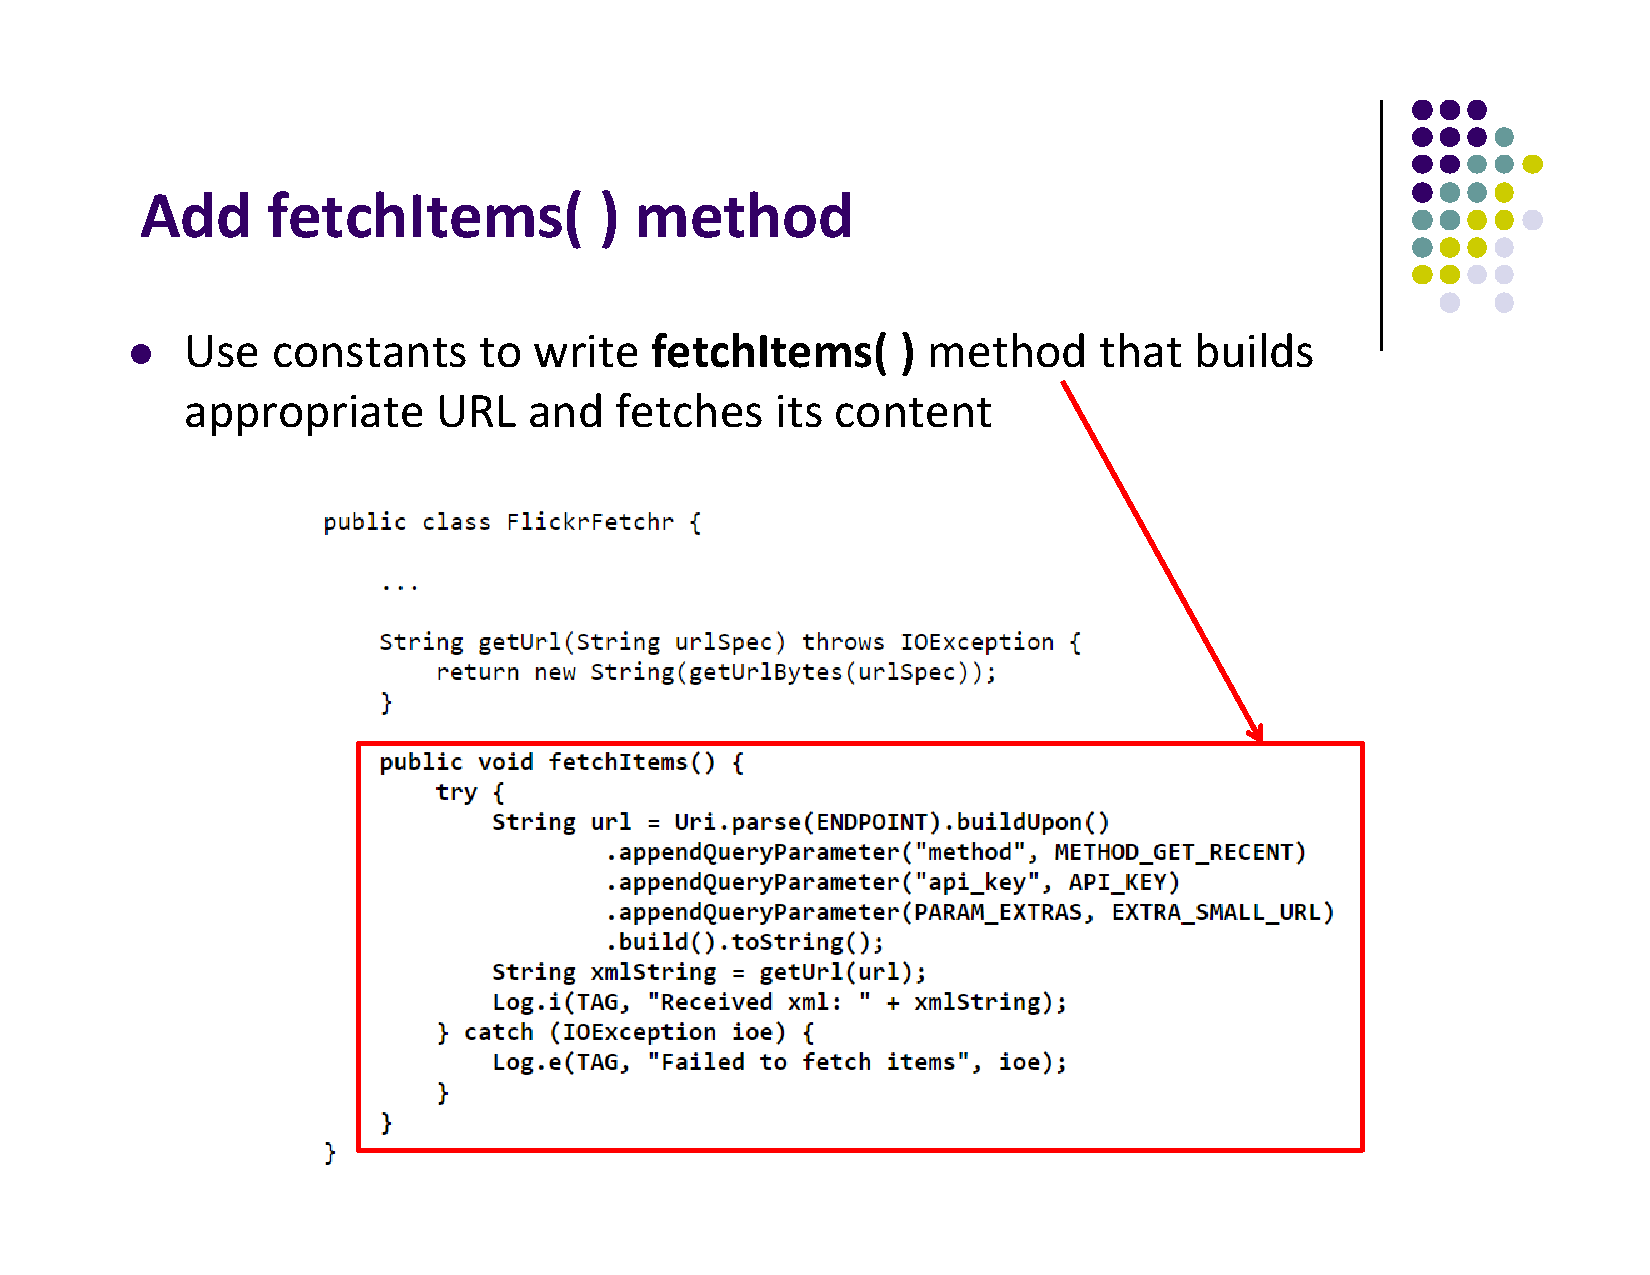 Add fetchItems( ) method
Use constants to write fetchItems( ) method that builds
appropriate URL and fetches its content
public class FlickrFetchr {
...
String getUrl(String urlSpec) throws IOException {
return new String(getUrlBytes(urlSpec));
}
public void fetchItems() {
try {
String url = Uri.parse(ENDPOINT).buildUpon()
.appendQueryParameter("method", METHOD_GET_RECENT)
.appendQueryParameter("api_key", API_KEY)
.appendQueryParameter(PARAM_EXTRAS, EXTRA_SMALL_URL)
.build().toString();
String xmlString = getUrl(url);
Log.i(TAG, "Received xml: " + xmlString);
} catch (IOException ioe) {
Log.e(TAG, "Failed to fetch items", ioe);
}
}
}